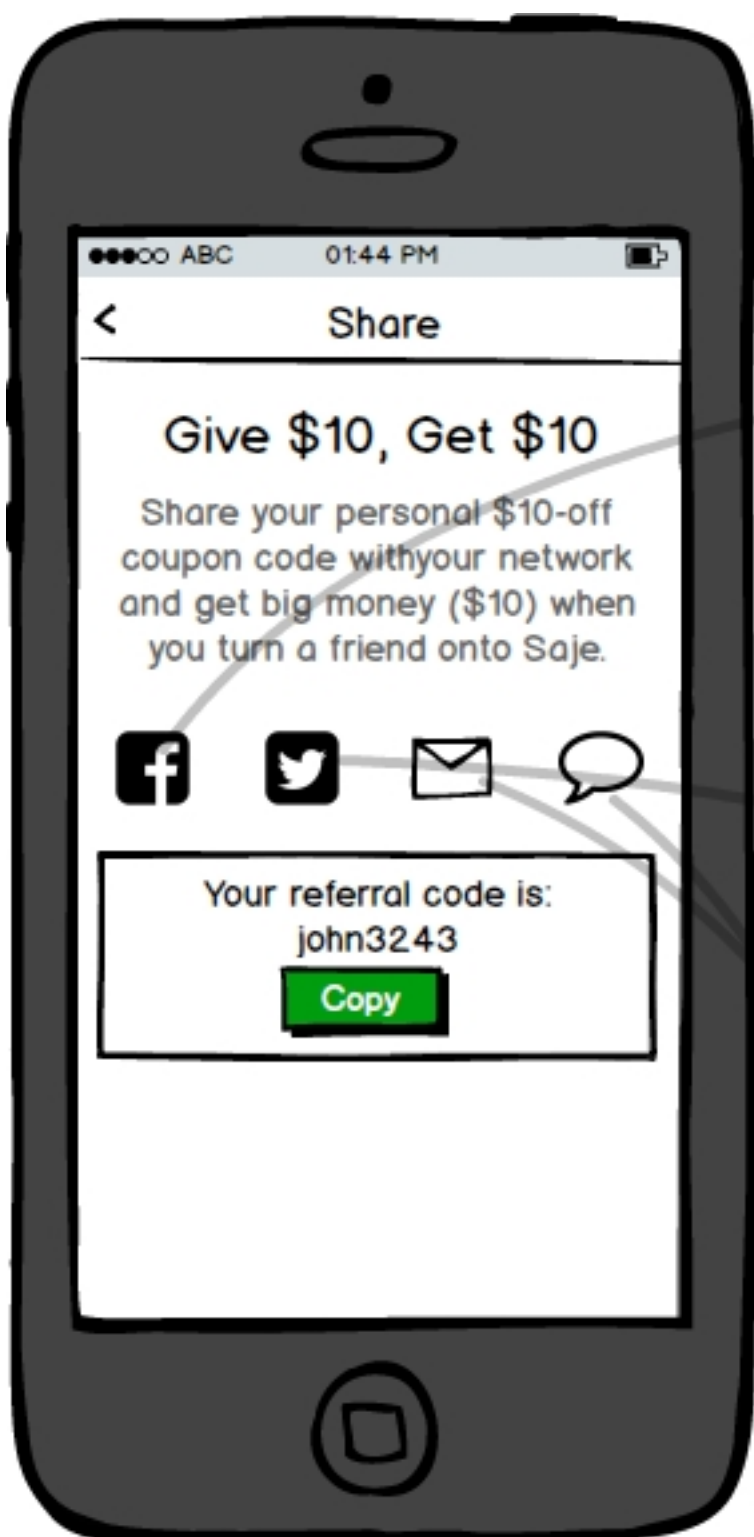 ABC 01:44 PM
Share
Give $10, Get $10
Share your personal $10-off
coupon code withyour network
and get big money ($10) when
you turn a friend onto Saje.
Your referral code is:
john3243
Copy